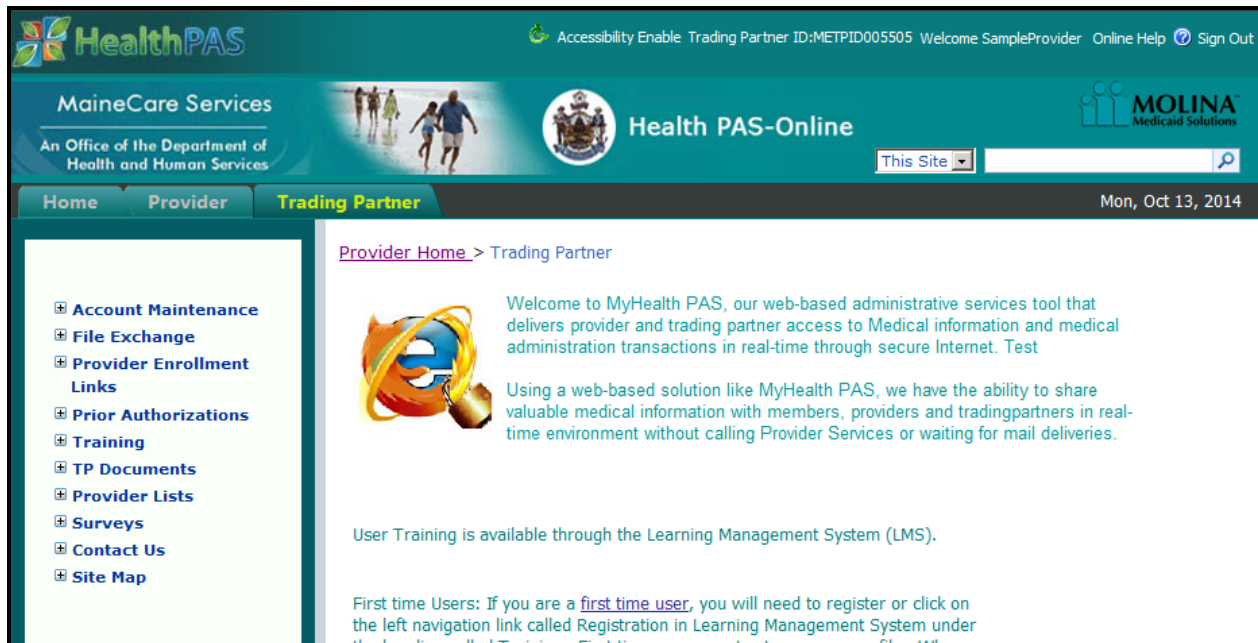 HealthPAS
Accessibility Enable Trading Partner ID:METPID005505 Welcome SampleProvider Online Help Sign Out
MaineCare Services
An Office of the Department of
Health and Human Services
Health PAS-Online
MOLINA
Medicaid Solutions
This Site
Home Provider Trading Partner Mon, Oct 13, 2014
Provider Home > Trading Partner
Account Maintenance
File Exchange
Provider Enrollment
Links
Prior Authorizations
Training
TP Documents
Provider Lists
Surveys
Contact Us
Site Map
Welcome to MyHealth PAS, our web-based administrative services tool that
delivers provider and trading partner access to Medical information and medical
administration transactions in real-time through secure Internet. Test
Using a web-based solution like MyHealth PAS, we have the ability to share
valuable medical information with members, providers and tradingpartners in real-
time environment without calling Provider Services or waiting for mail deliveries.
User Training is available through the Learning Management System (LMS).
First time Users: If you are a first time user, you will need to register or click on
the left navigation link called Registration in Learning Management System under